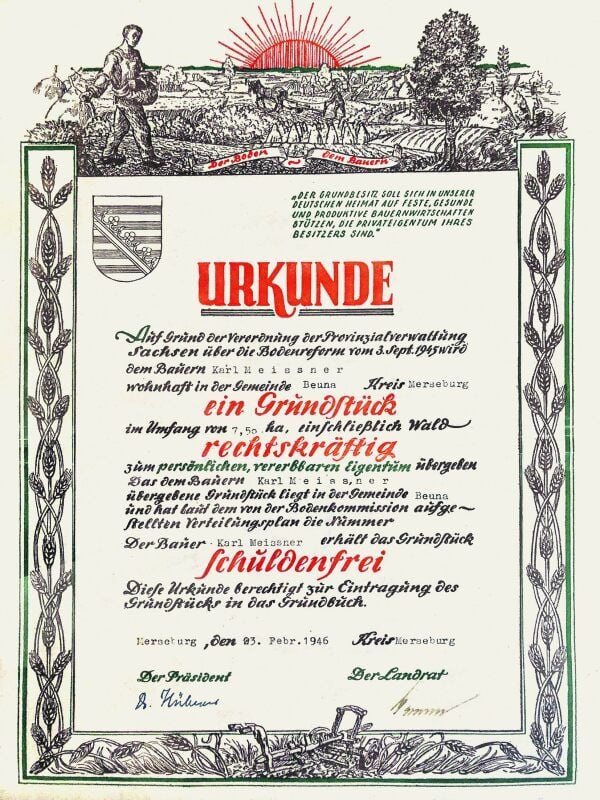 Der Boden ~ dem Bauern
„DER GRUNDBESITZ SOLL SICH IN UNSERER
DEUTSCHEN HEIMAT AUF FESTE, GESUNDE
UND PRODUKTIVE BAUERNWIRTSCHAFTEN
STÜTZEN, DIE PRIVATEIGENTUM IHRES
BESITZERS SIND."
URKUNDE
Auf Grund der Verordnung der Provinzialverwaltung
Sachsen über die Bodenreform vom 3. Sept. 1945 wird
dem Bauern Karl Meissner
wohnhaft in der Gemeinde Beuna Kreis Merseburg
ein Grundstück
im Umfang von 7,50 ha, einschließlich Wald
rechtskräftig
zum persönlichen, vererbbaren Eigentum übergeben
Das dem Bauern Karl Meissner
übergebene Grundstück liegt in der Gemeinde Beuna
und hat laut dem von der Bodenkommission aufge-
stellten Verteilungsplan die Nummer
Der Bauer Karl Meissner erhält das Grundstück
schuldenfrei
Diese Urkunde berechtigt zur Eintragung des
Grundstücks in das Grundbuch.
Merseburg, den 23. Febr. 1946 Kreis Merseburg
Der Präsident Der Landrat